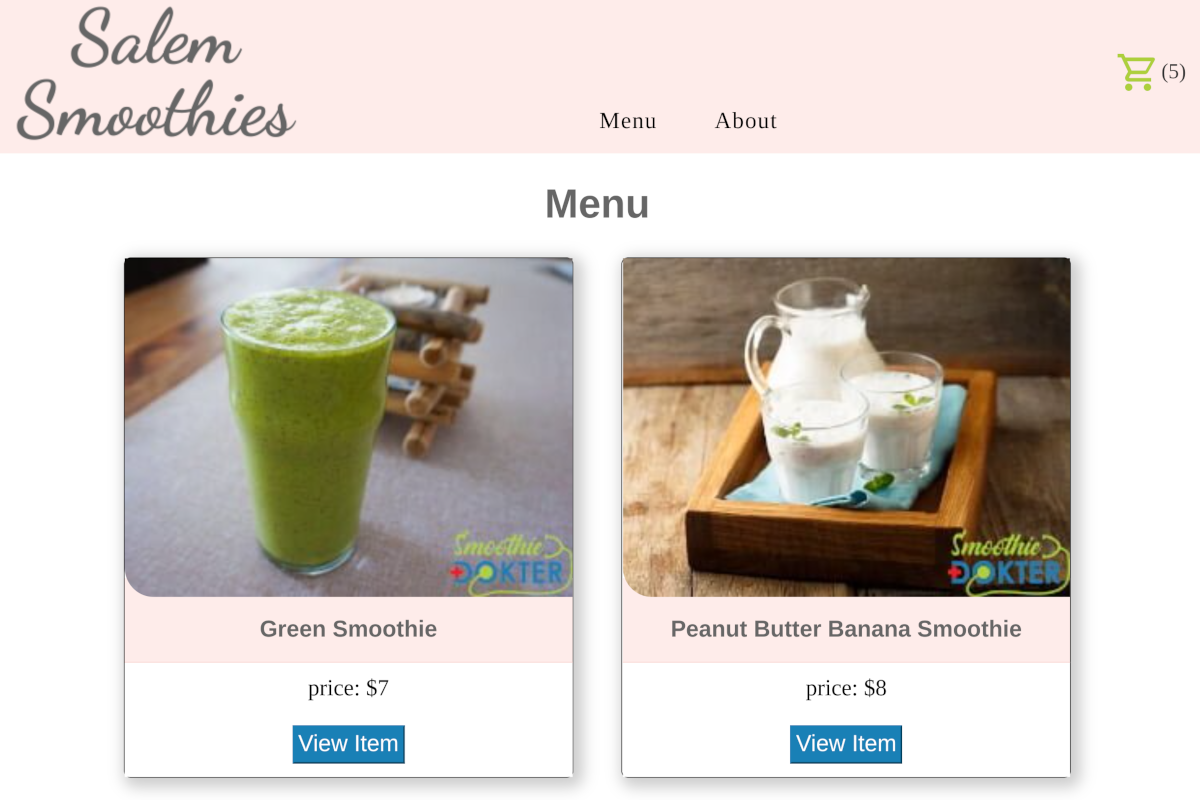 Salem
Smoothies
(5)
Menu
About
Menu
Smoothie
DOKTER
Smoothie
DOKTER
Green Smoothie
Peanut Butter Banana Smoothie
price: $7
price: $8
View Item
View Item